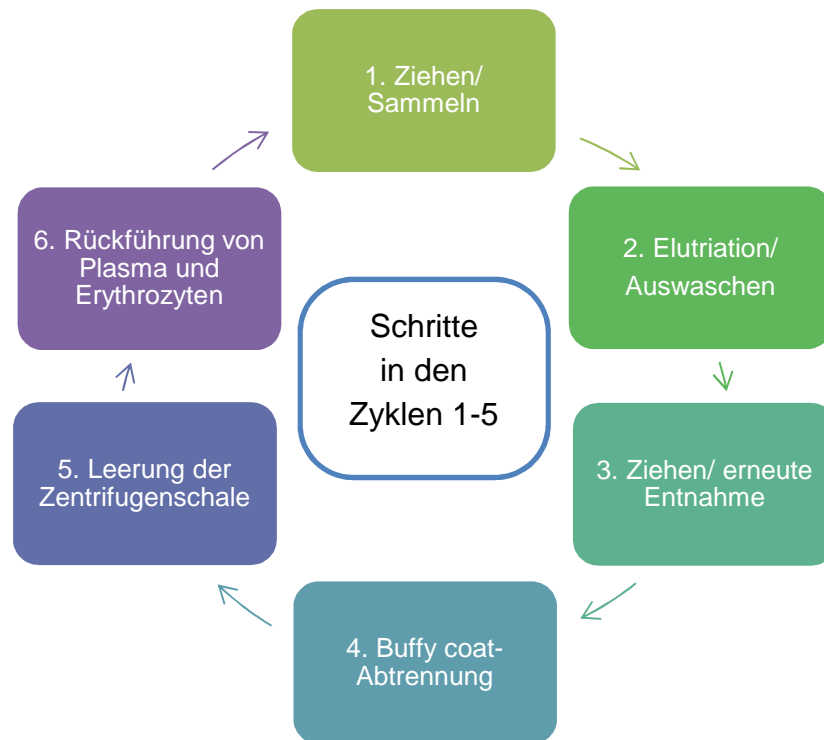 1. Ziehen/
Sammeln
2. Elutriation/
Auswaschen
3. Ziehen/ erneute
Entnahme
4. Buffy coat-
Abtrennung
5. Leerung der
Zentrifugenschale
6. Rückführung von
Plasma und
Erythrozyten
Schritte
in den
Zyklen 1-5